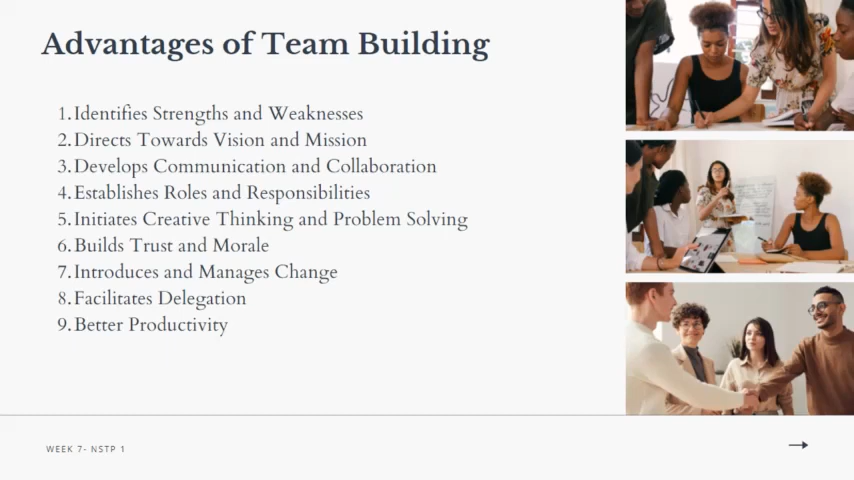 Advantages of Team Building
1. Identifies Strengths and Weaknesses
2. Directs Towards Vision and Mission
3. Develops Communication and Collaboration
4. Establishes Roles and Responsibilities
5. Initiates Creative Thinking and Problem Solving
6. Builds Trust and Morale
7. Introduces and Manages Change
8. Facilitates Delegation
9. Better Productivity
WEEK 7- NSTP 1